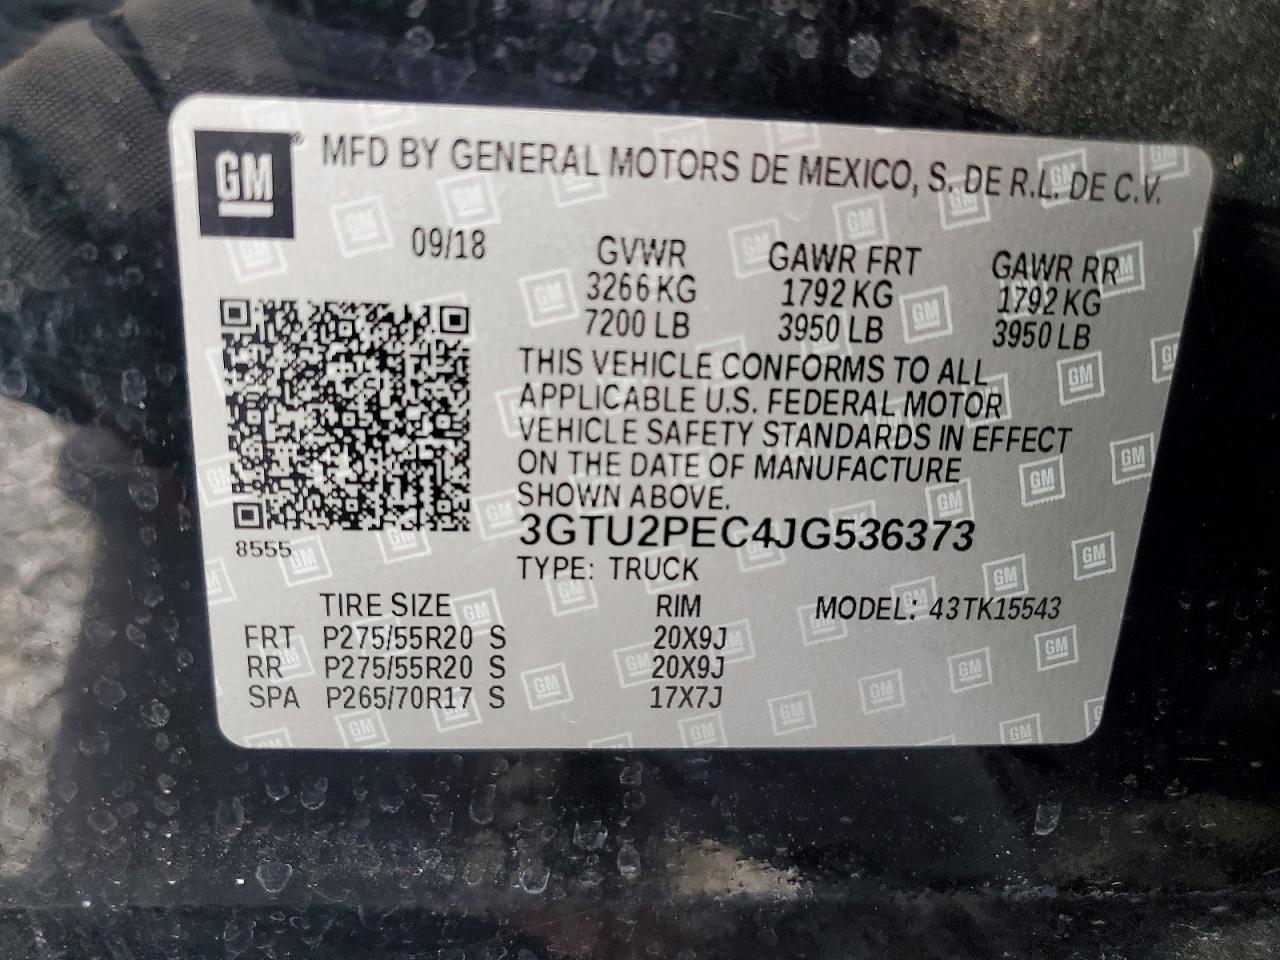 GM® MFD BY GENERAL MOTORS DE MEXICO, S. DE R.L. DE C.V.
09/18 GVWR GAWR FRT GAWR RR
3266 KG 1792 KG 1792 KG
7200 LB 3950 LB 3950 LB
THIS VEHICLE CONFORMS TO ALL
APPLICABLE U.S. FEDERAL MOTOR
VEHICLE SAFETY STANDARDS IN EFFECT
ON THE DATE OF MANUFACTURE
SHOWN ABOVE.
3GTU2PEC4JG536373
8555
TYPE: TRUCK
TIRE SIZE RIM MODEL: 43TK15543
FRT P275/55R20 S 20X9J
RR P275/55R20 S 20X9J
SPA P265/70R17 S 17X7J